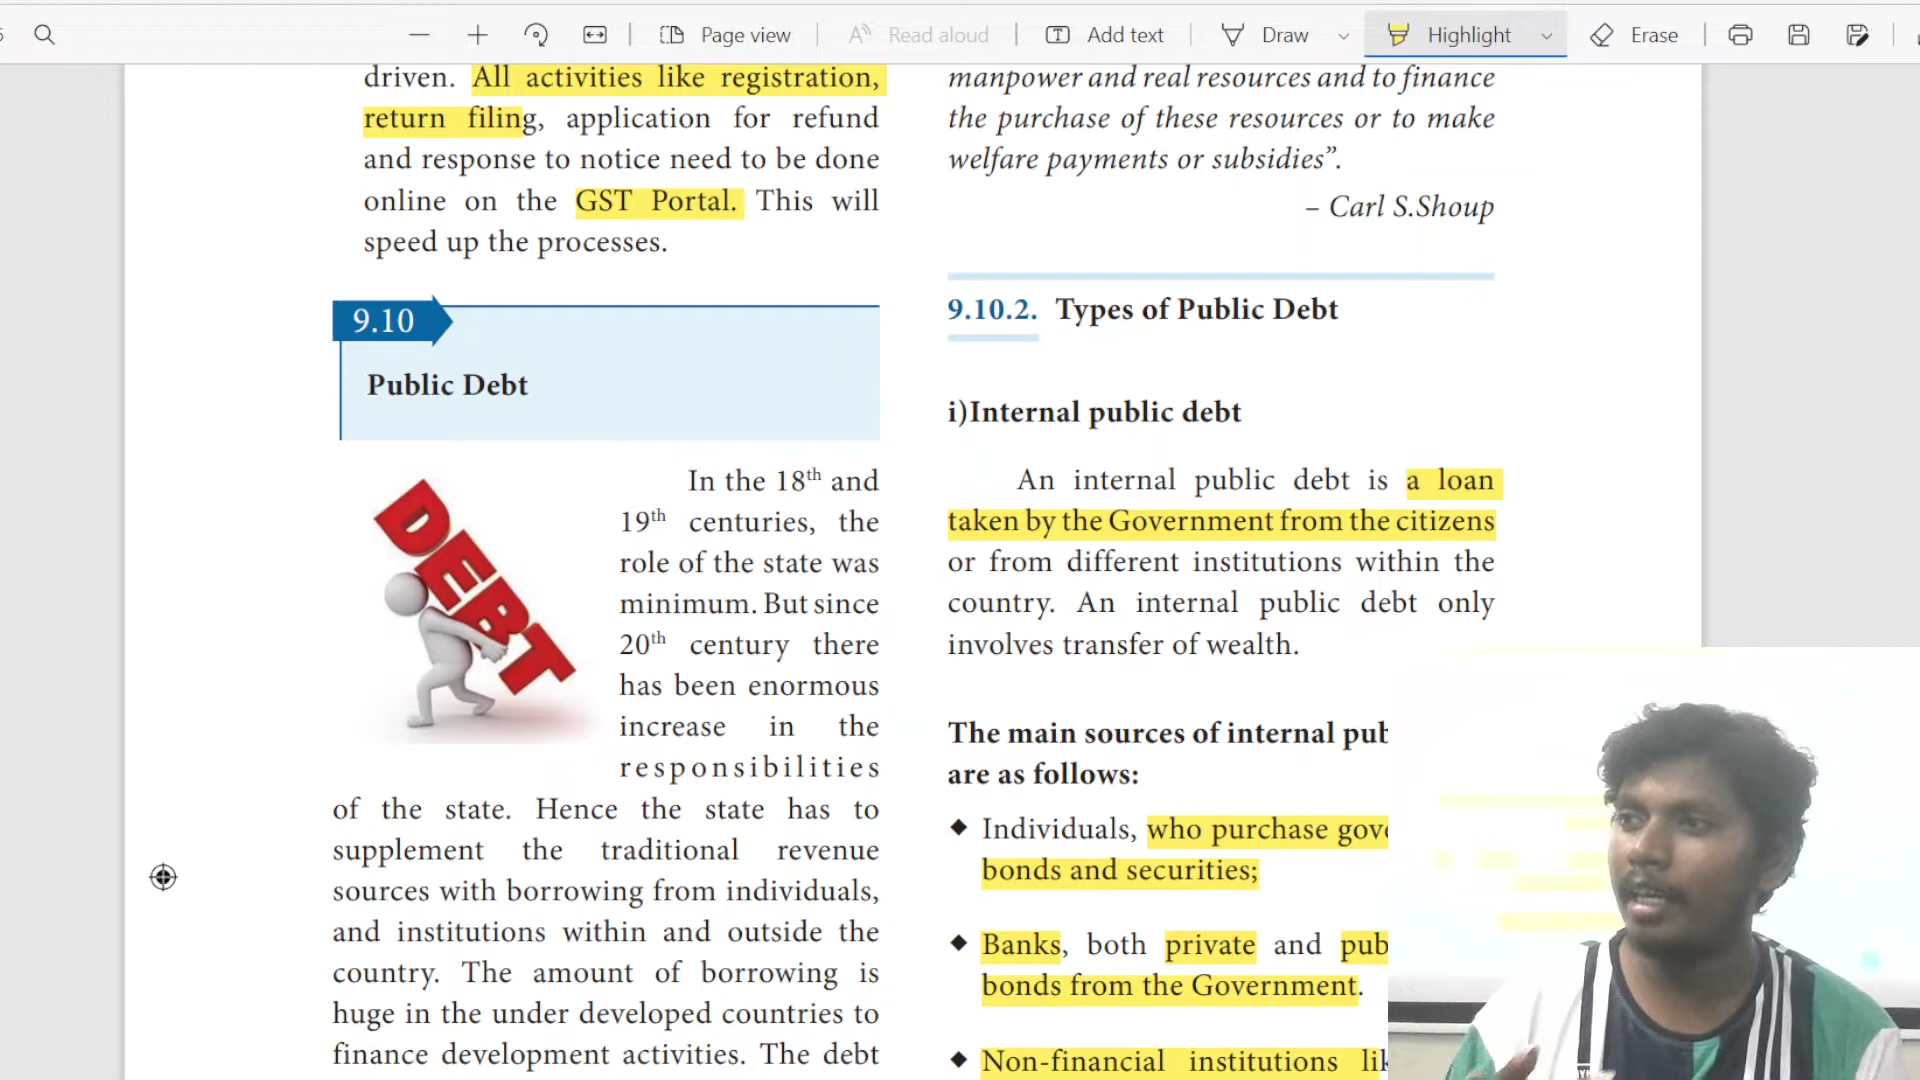 Page view
Read aloud
Add text
Draw
Highlight
Erase
driven. All activities like registration,
return filing, application for refund
and response to notice need to be done
online on the GST Portal. This will
speed up the processes.
9.10
Public Debt
DEBT
In the 18th and
19th centuries, the
role of the state was
minimum. But since
20th century there
has been enormous
increase in the
responsibilities
of the state. Hence the state has to
supplement the traditional revenue
sources with borrowing from individuals,
and institutions within and outside the
country. The amount of borrowing is
huge in the under developed countries to
finance development activities. The debt
manpower and real resources and to finance
the purchase of these resources or to make
welfare payments or subsidies”.
– Carl S.Shoup
9.10.2. Types of Public Debt
i)Internal public debt
An internal public debt is a loan
taken by the Government from the citizens
or from different institutions within the
country. An internal public debt only
involves transfer of wealth.
The main sources of internal
are as follows:
◆ Individuals, who purchase
bonds and securities;
◆ Banks, both private and
bonds from the Government.
◆ Non-financial institutions